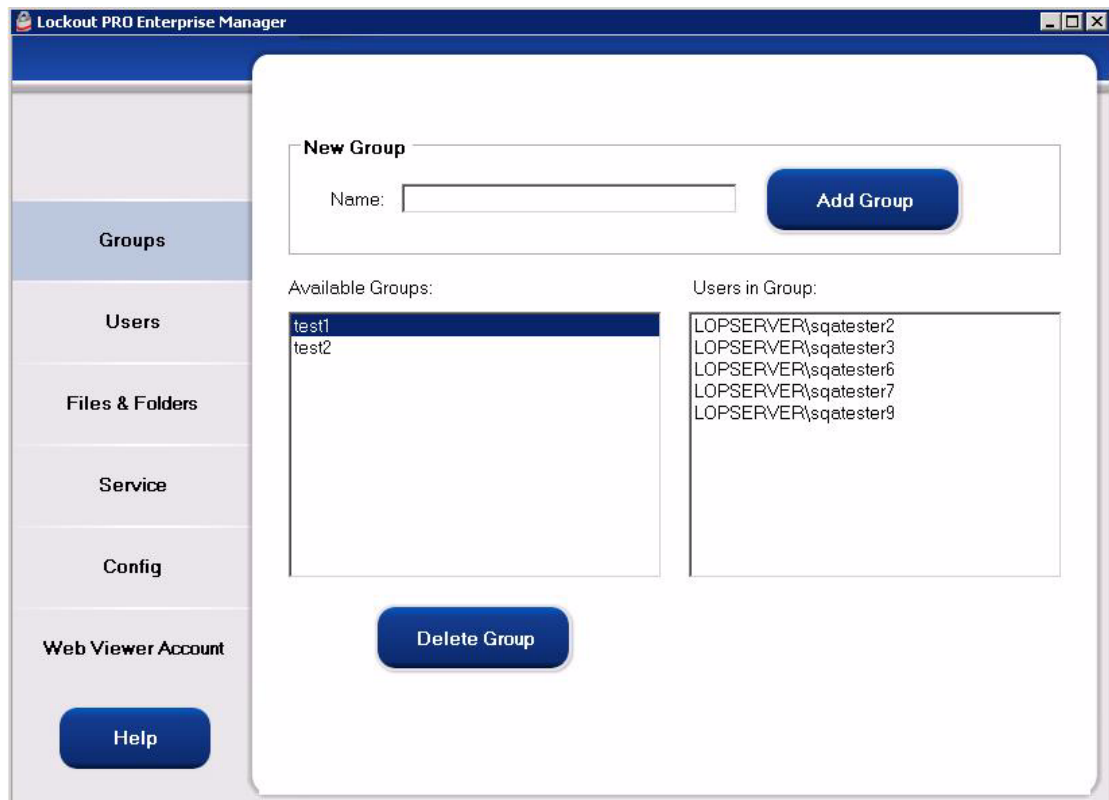 Lockout PRO Enterprise Manager
New Group
Name:
Add Group
Groups
Users
Files & Folders
Service
Config
Web Viewer Account
Help
Available Groups:
test1
test2
Users in Group:
LOPSERVER\sqatester2
LOPSERVER\sqatester3
LOPSERVER\sqatester6
LOPSERVER\sqatester7
LOPSERVER\sqatester9
Delete Group